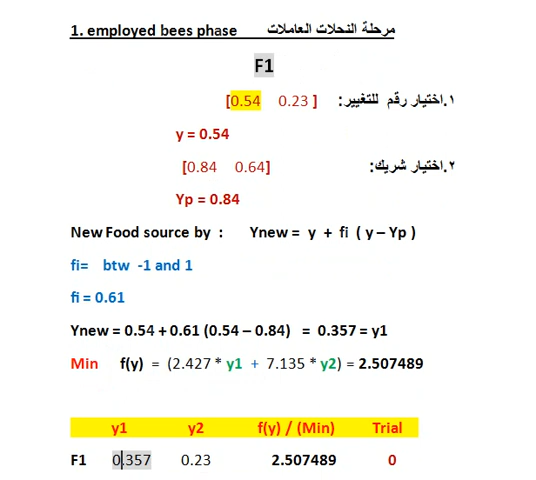 1. employed bees phase مرحلة النحلات العاملات
F1
١.اختيار رقم للتغيير: [0.54 0.23 ]
y = 0.54
٢.اختيار شريك: [0.84 0.64]
Yp = 0.84
New Food source by : Ynew = y + fi ( y – Yp )
fi= btw -1 and 1
fi = 0.61
Ynew = 0.54 + 0.61 (0.54 – 0.84) = 0.357 = y1
Min f(y) = (2.427 * y1 + 7.135 * y2) = 2.507489
y1 y2 f(y) / (Min) Trial
F1 0.357 0.23 2.507489 0